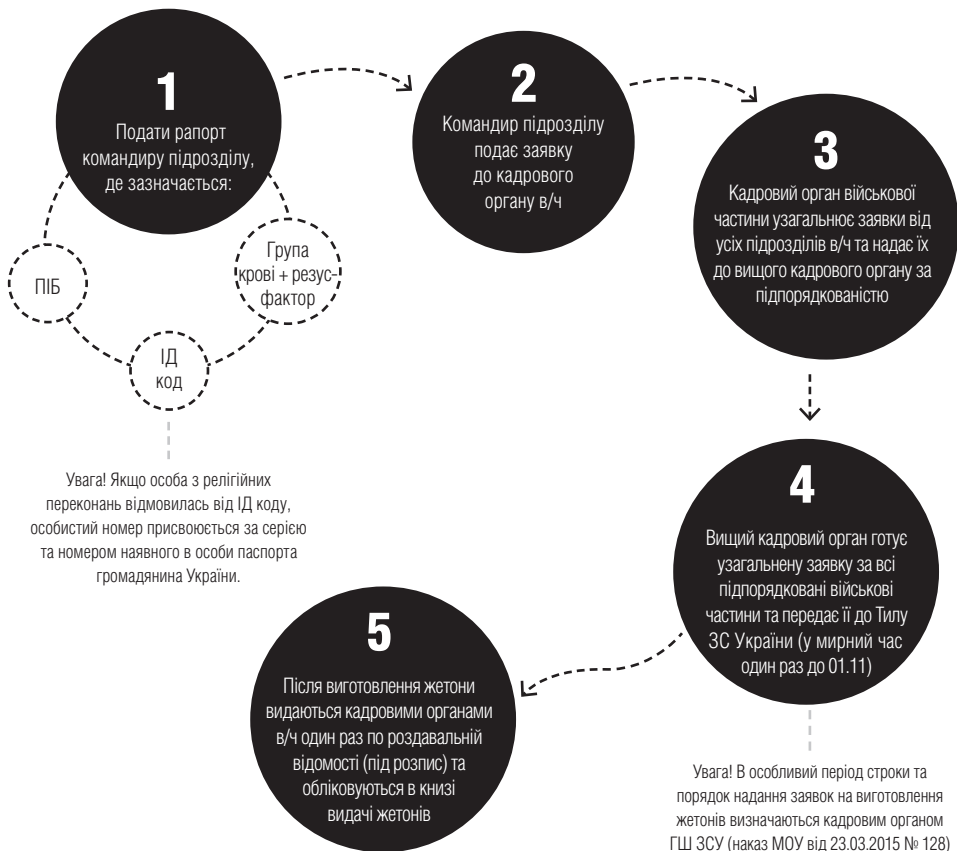 1
Подати рапорт
командиру підрозділу,
де зазначається:
ПІБ
ІД
код
Група
крові + резус-
фактор
Увага! Якщо особа з релігійних
переконань відмовилась від ІД коду,
особистий номер присвоюється за серією
та номером наявного в особи паспорта
громадянина України.
2
Командир підрозділу
подає заявку
до кадрового
органу в/ч
3
Кадровий орган військової
частини узагальнює заявки від
усіх підрозділів в/ч та надає їх
до вищого кадрового органу за
підпорядкованістю
4
Вищий кадровий орган готує
узагальнену заявку за всі
підпорядковані військові
частини та передає її до Тилу
ЗС України (у мирний час
один раз до 01.11)
Увага! В особливий період строки та
порядок надання заявок на виготовлення
жетонів визначаються кадровим органом
ГШ ЗСУ (наказ МОУ від 23.03.2015 № 128)
5
Після виготовлення жетони
видаються кадровими органами
в/ч один раз по роздавальній
відомості (під розпис) та
обліковуються в книзі
видачі жетонів